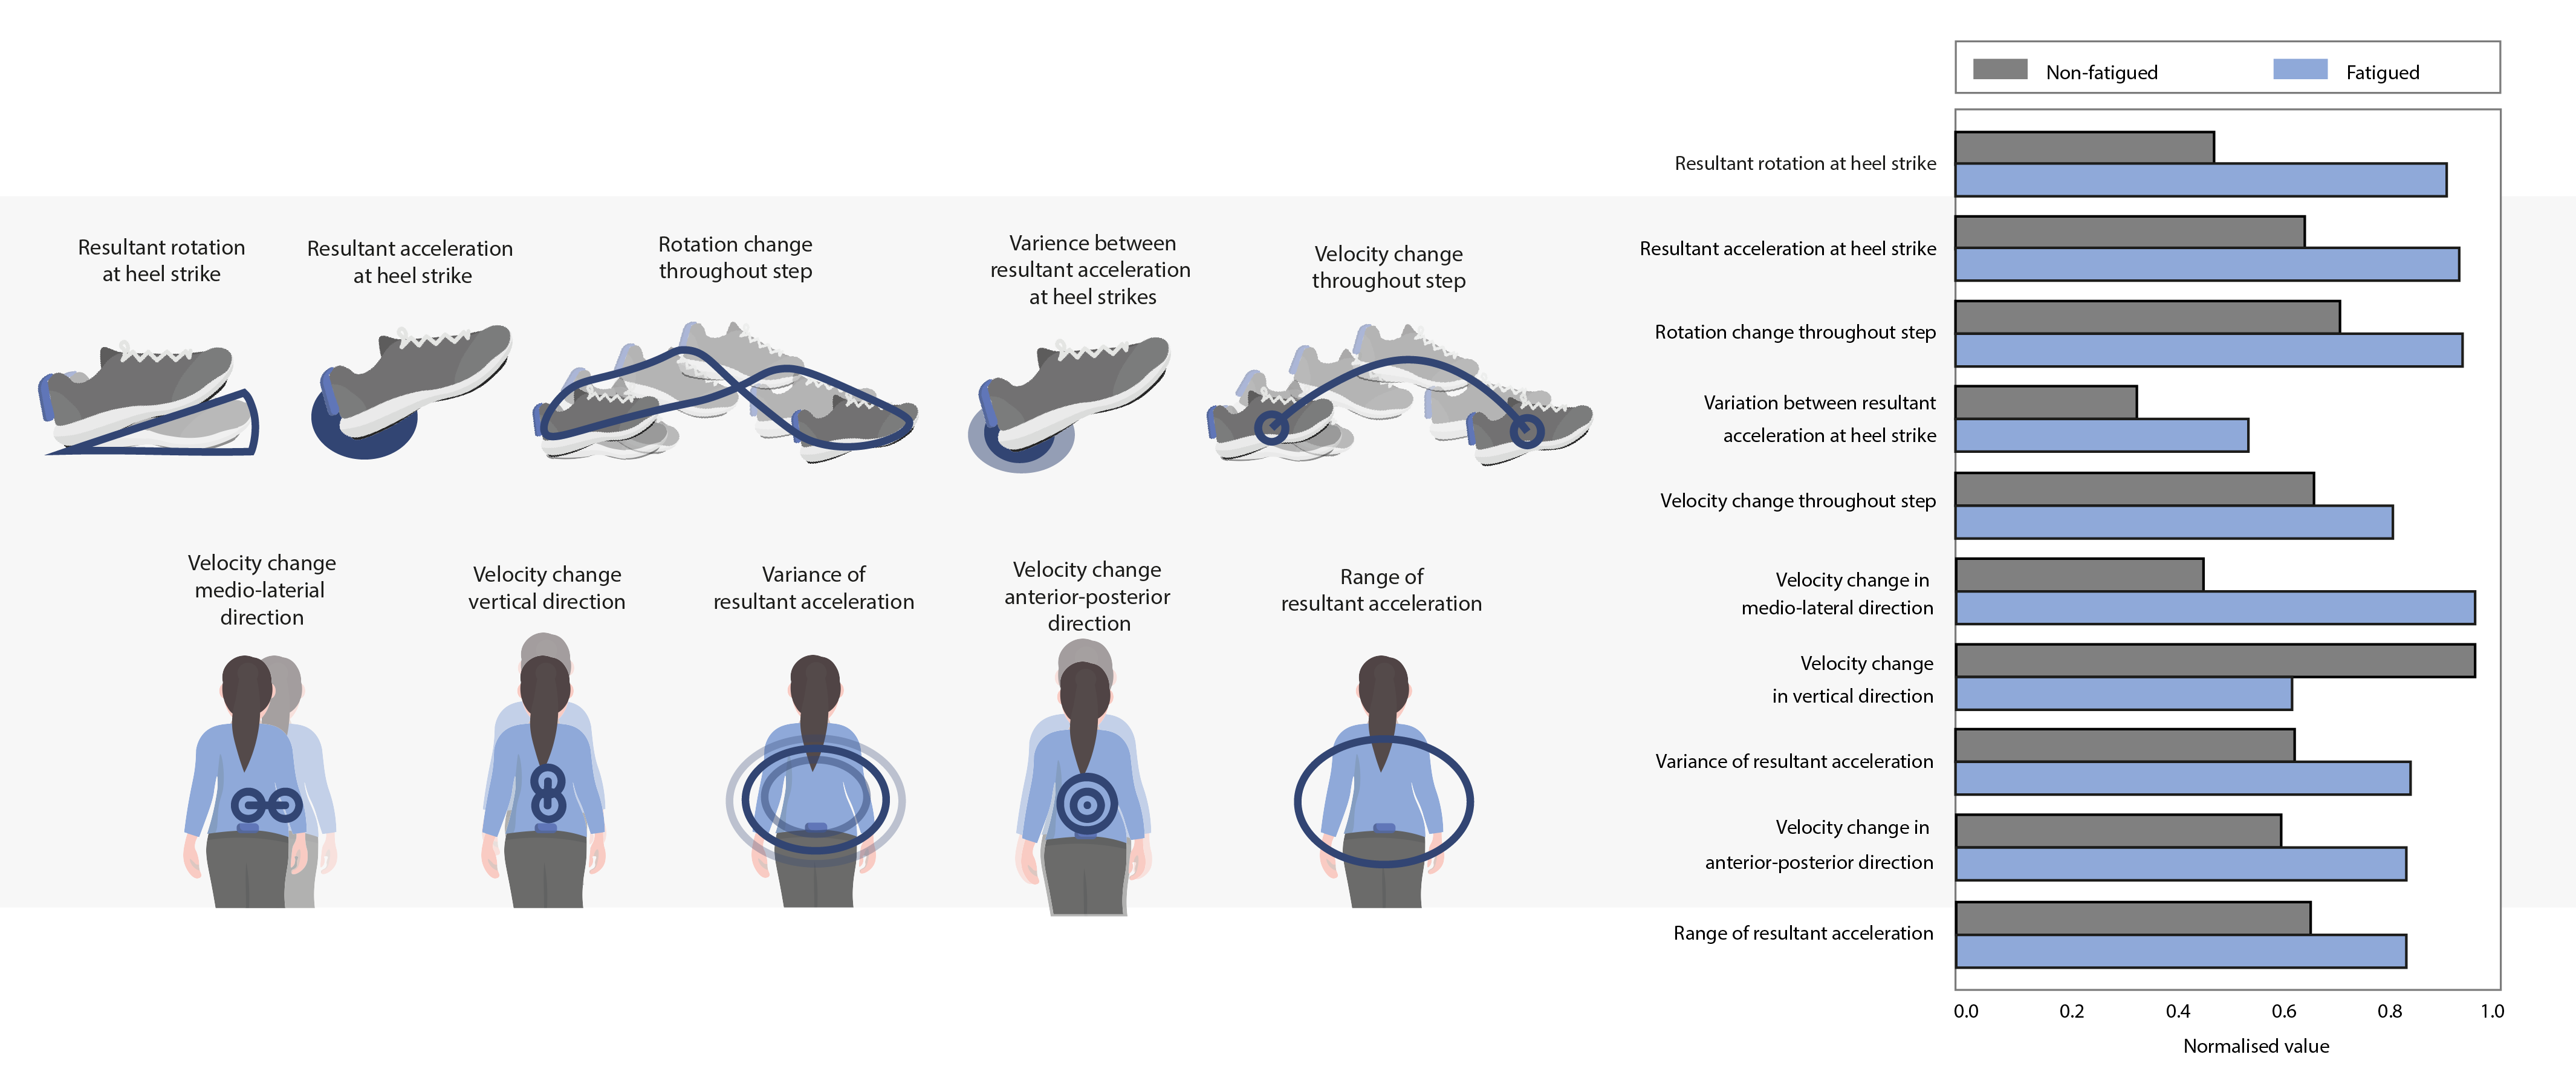 Non-fatigued
Fatigued
Resultant rotation
at heel strike
Resultant acceleration
at heel strike
Rotation change
throughout step
Varience between
resultant acceleration
at heel strikes
Velocity change
throughout step
Velocity change
medio-laterial
direction
Velocity change
vertical direction
Variance of
resultant acceleration
Velocity change
anterior-posterior
direction
Range of
resultant acceleration
Resultant rotation at heel strike
Resultant acceleration at heel strike
Rotation change throughout step
Variation between resultant
acceleration at heel strike
Velocity change throughout step
Velocity change in
medio-lateral direction
Velocity change
in vertical direction
Variance of resultant acceleration
Velocity change in
anterior-posterior direction
Range of resultant acceleration
0.0 0.2 0.4 0.6 0.8 1.0
Normalised value